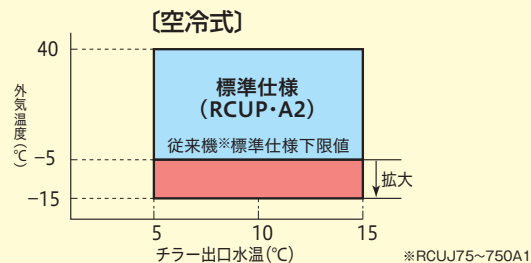 〔空冷式〕
40
標準仕様
（RCUP・A2）
外気温度（℃）
従来機※標準仕様下限値
−5
拡大
−15
5
10
15
チラー出口水温（℃）
※RCUJ75~750A1